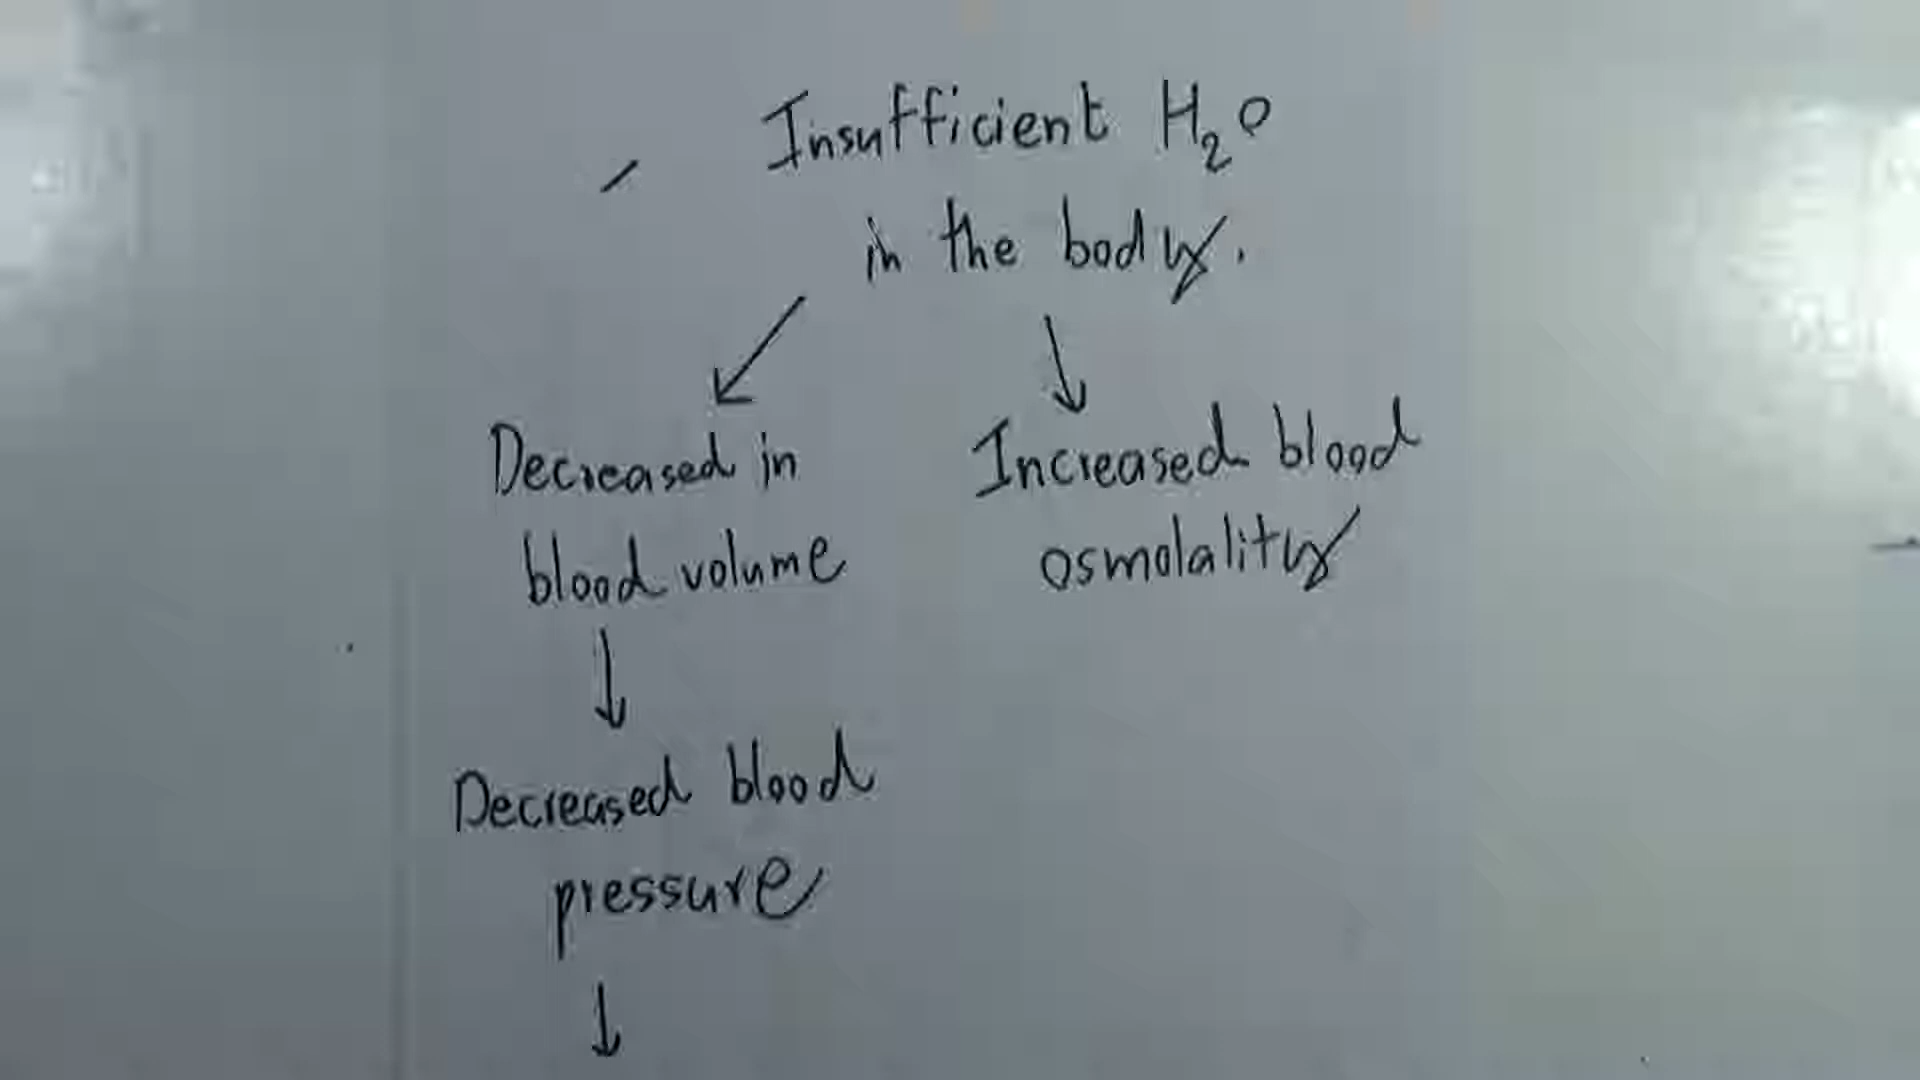 Insufficient H₂O
in the body.
Decreased in
blood volume
Increased blood
osmolality
Decreased blood
pressure